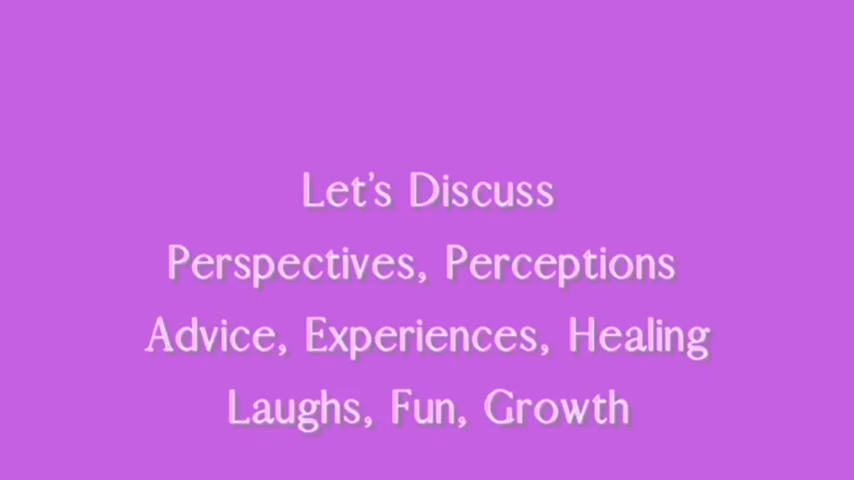 Let's Discuss
Perspectives, Perceptions
Advice, Experiences, Healing
Laughs, Fun, Growth